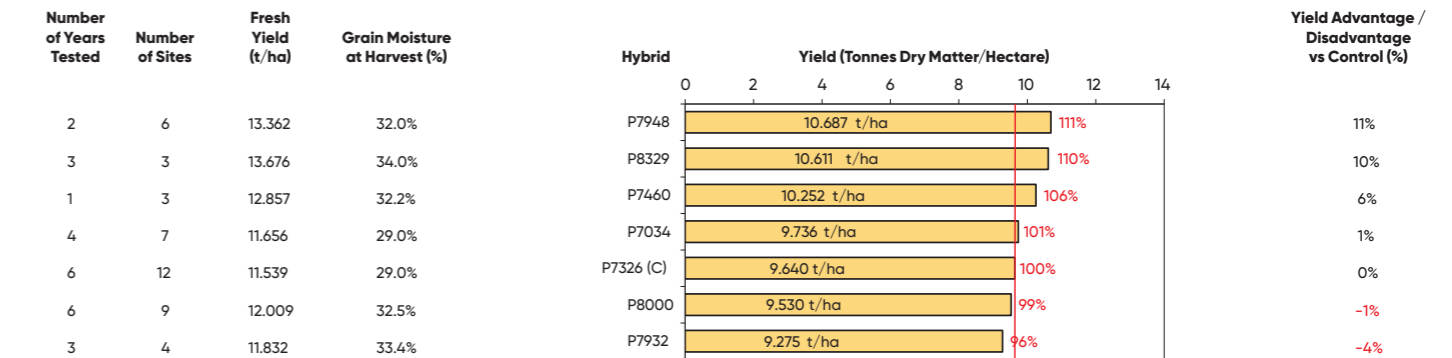 Number of Years Tested
Number of Sites
Fresh Yield (t/ha)
Grain Moisture at Harvest (%)
Hybrid
Yield (Tonnes Dry Matter/Hectare)
Yield Advantage / Disadvantage vs Control (%)
0 2 4 6 8 10 12 14
2 6 13.362 32.0% P7948 10.687 t/ha 111% 11%
3 3 13.676 34.0% P8329 10.611 t/ha 110% 10%
1 3 12.857 32.2% P7460 10.252 t/ha 106% 6%
4 7 11.656 29.0% P7034 9.736 t/ha 101% 1%
6 12 11.539 29.0% P7326 (C) 9.640 t/ha 100% 0%
6 9 12.009 32.5% P8000 9.530 t/ha 99% -1%
3 4 11.832 33.4% P7932 9.275 t/ha 96% -4%